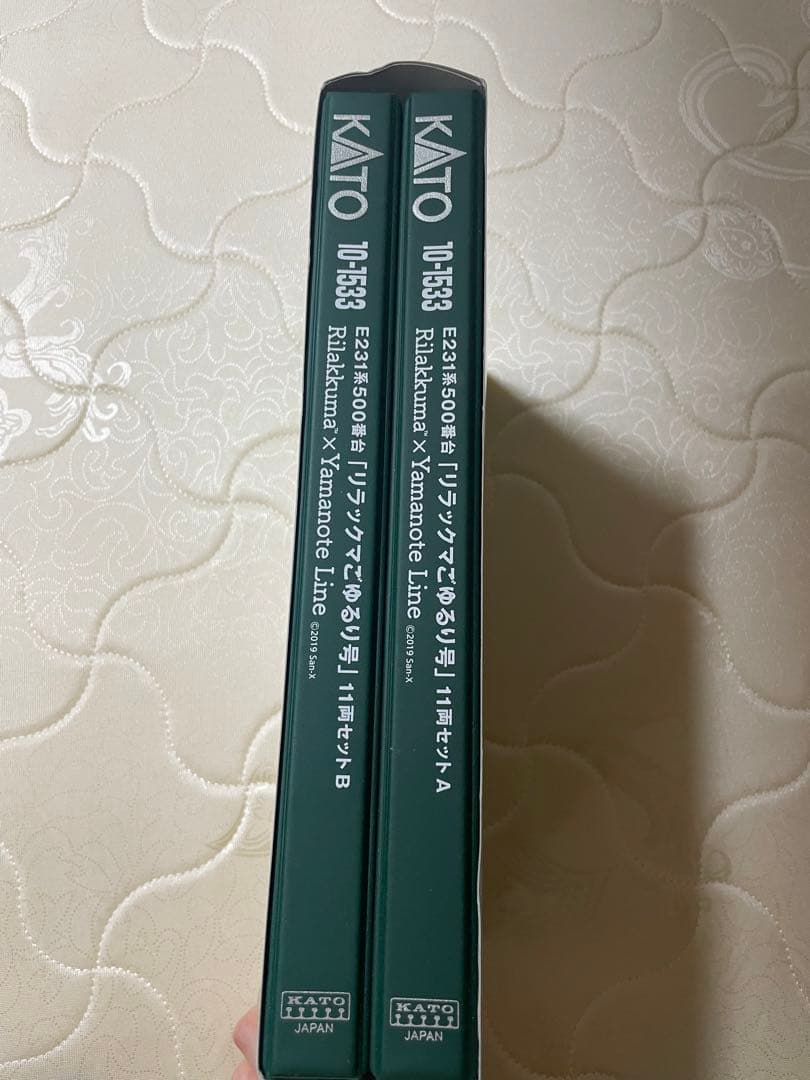 KATO
10-1533
E231系500番台「リラックマごゆるり号」11両セット B
Rilakkuma™×Yamanote Line ©2019 San-X
KATO
JAPAN
KATO
10-1533
E231系500番台「リラックマごゆるり号」11両セット A
Rilakkuma™×Yamanote Line ©2019 San-X
KATO
JAPAN